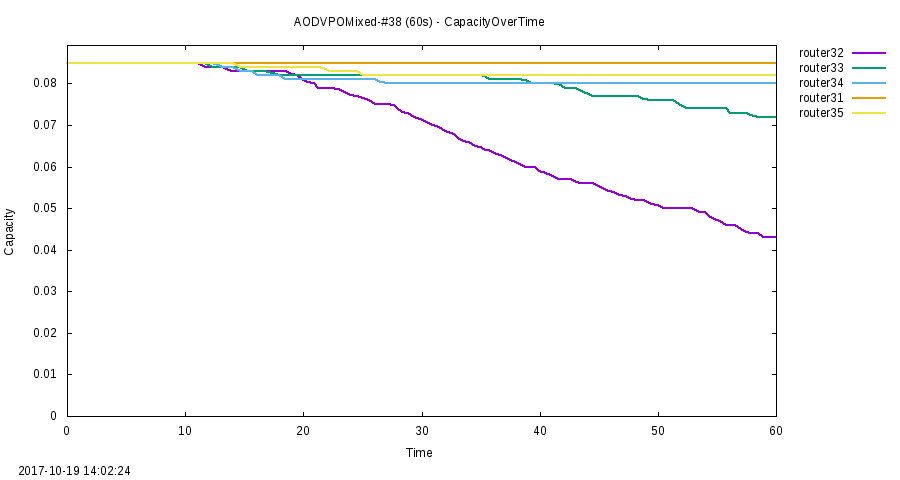 AODVPOMixed-#38 (60s) - CapacityOverTime
router32
router33
router34
router31
router35
0.08
0.07
0.06
0.05
0.04
0.03
0.02
0.01
0
Capacity
0 10 20 30 40 50 60
Time
2017-10-19 14:02:24